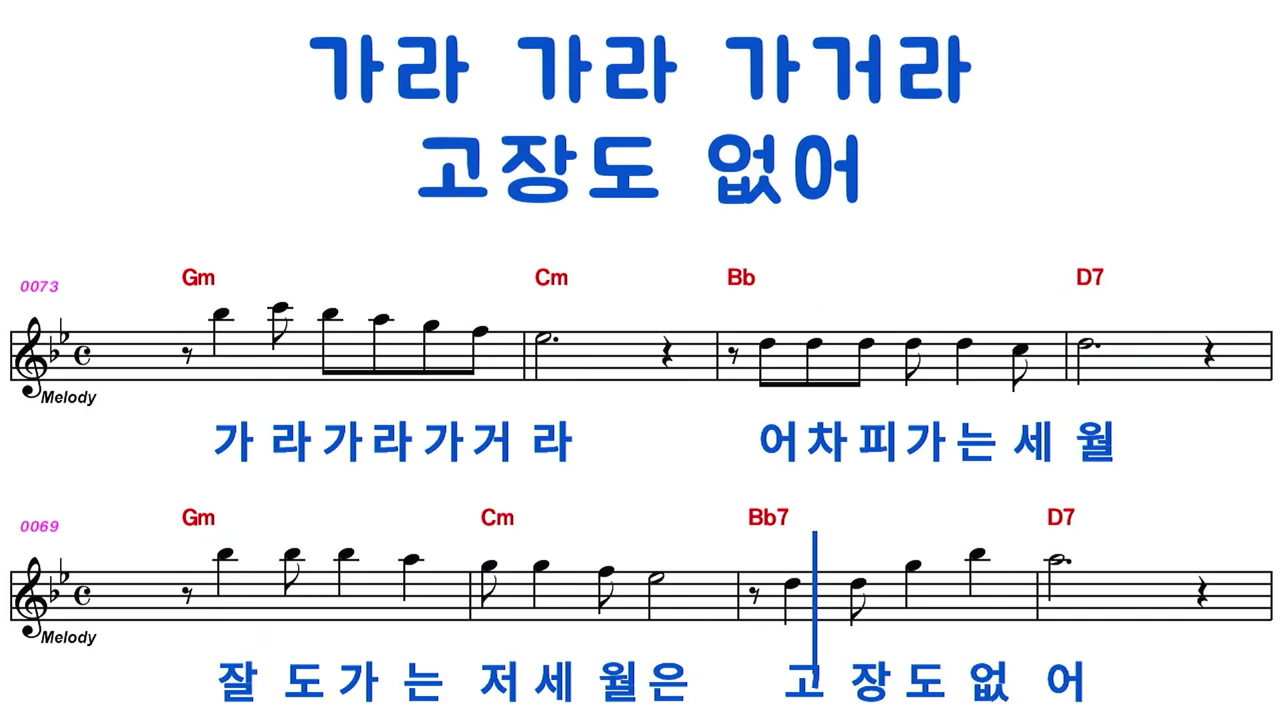 가라 가라 가거라
고장도 없어
0073
Gm Cm Bb D7
Melody
가 라 가 라 가 거 라 어 차 피 가 는 세 월
0069
Gm Cm Bb7 D7
Melody
잘 도 가 는 저 세 월 은 고 장 도 없 어